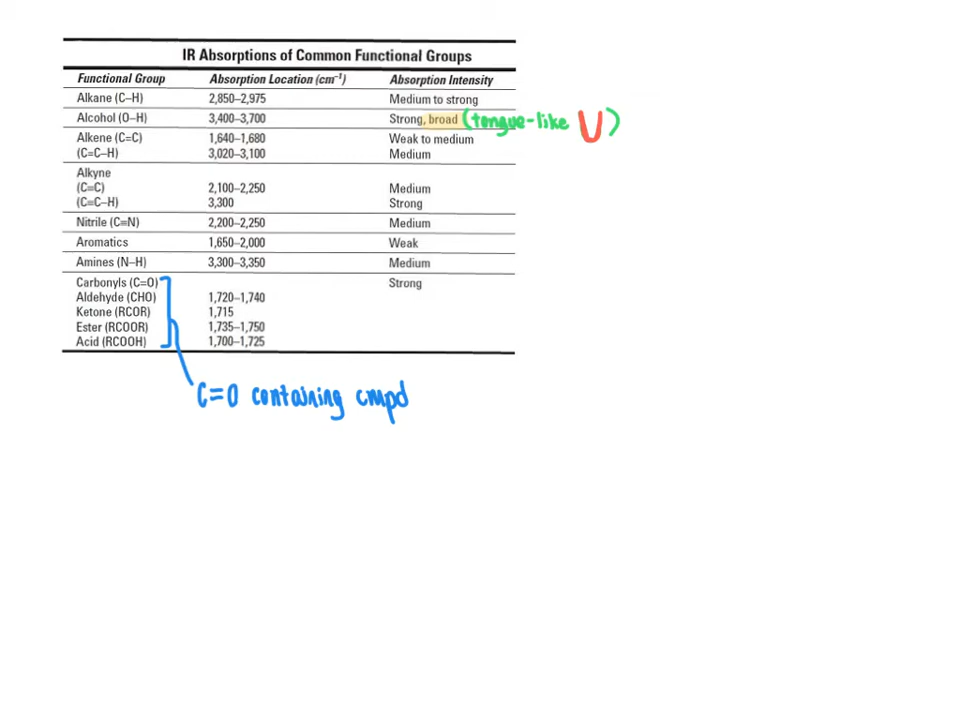 IR Absorptions of Common Functional Groups
Functional Group Absorption Location (cm⁻¹) Absorption Intensity
Alkane (C–H) 2,850–2,975 Medium to strong
Alcohol (O–H) 3,400–3,700 Strong, broad (tongue-like U)
Alkene (C=C) 1,640–1,680 Weak to medium
(C=C–H) 3,020–3,100 Medium
Alkyne
(C≡C) 2,100–2,250 Medium
(C≡C–H) 3,300 Strong
Nitrile (C≡N) 2,200–2,250 Medium
Aromatics 1,650–2,000 Weak
Amines (N–H) 3,300–3,350 Medium
Carbonyls (C=O) Strong
Aldehyde (CHO) 1,720–1,740
Ketone (RCOR) 1,715
Ester (RCOOR) 1,735–1,750
Acid (RCOOH) 1,700–1,725
C=O containing cmpd